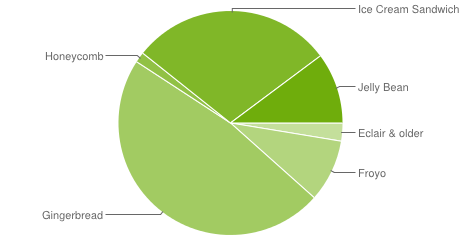 Ice Cream Sandwich
Honeycomb
Jelly Bean
Eclair & older
Froyo
Gingerbread